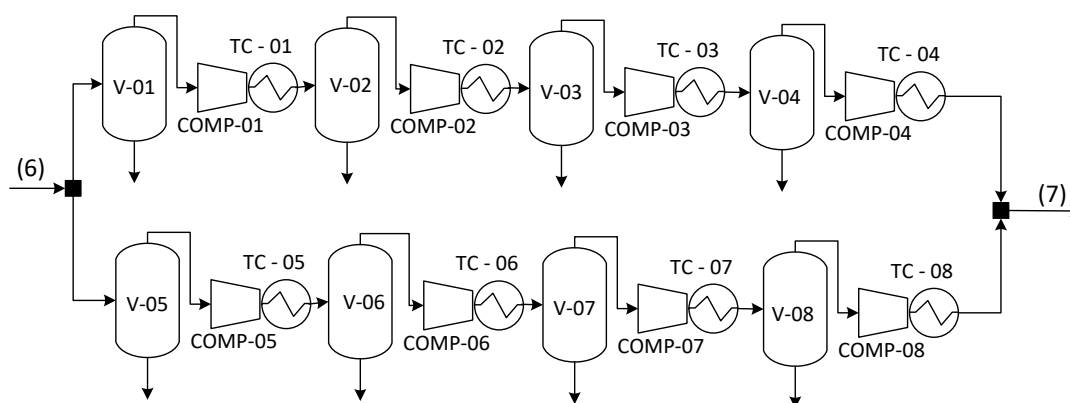 TC - 01
TC - 02
TC - 03
TC - 04
V-01
V-02
V-03
V-04
COMP-01
COMP-02
COMP-03
COMP-04
(6)
(7)
TC - 05
TC - 06
TC - 07
TC - 08
V-05
V-06
V-07
V-08
COMP-05
COMP-06
COMP-07
COMP-08